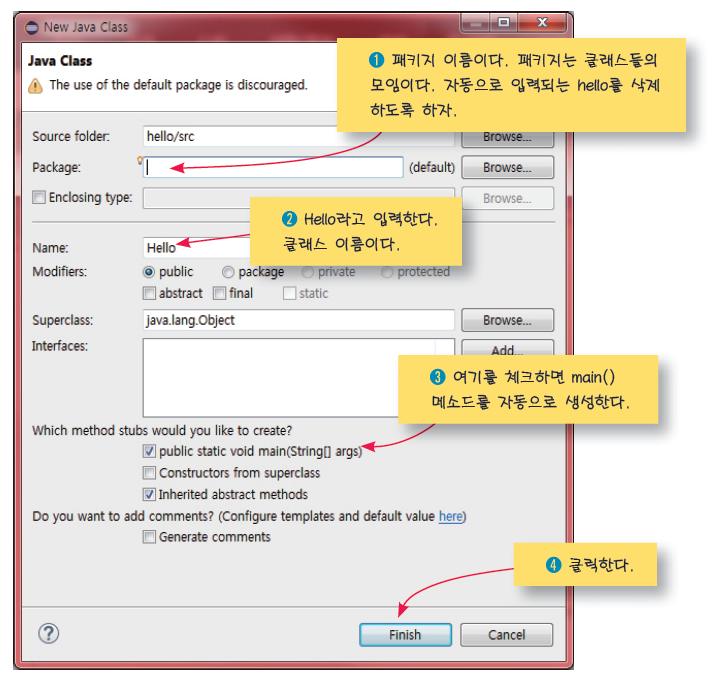 New Java Class
Java Class
The use of the default package is discouraged.
❶ 패키지 이름이다. 패키지는 클래스들의
모임이다. 자동으로 입력되는 hello를 삭제
하도록 하자.
Source folder: hello/src Browse...
Package: (default) Browse...
Enclosing type: Browse...
❷ Hello라고 입력한다.
클래스 이름이다.
Name: Hello
Modifiers: public package private protected
abstract final static
Superclass: java.lang.Object Browse...
Interfaces: Add...
❸ 여기를 체크하면 main()
메소드를 자동으로 생성한다.
Which method stubs would you like to create?
public static void main(String[] args)
Constructors from superclass
Inherited abstract methods
Do you want to add comments? (Configure templates and default value here)
Generate comments
❹ 클릭한다.
? Finish Cancel